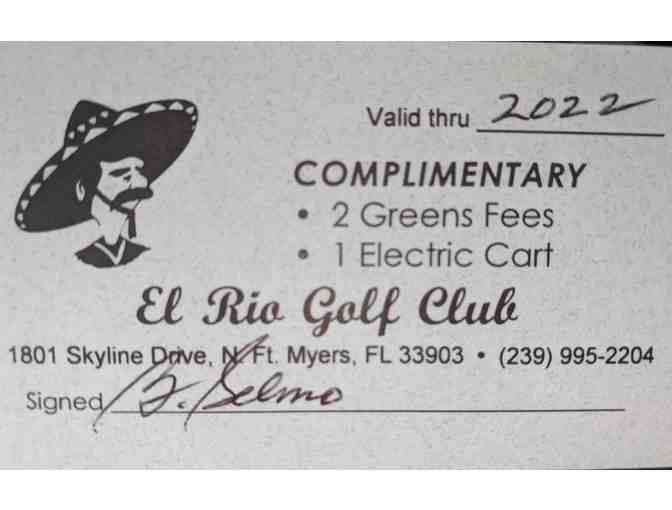 Valid thru 2022
COMPLIMENTARY
• 2 Greens Fees
• 1 Electric Cart
El Rio Golf Club
1801 Skyline Drive, N. Ft. Myers, FL 33903 • (239) 995-2204
Signed